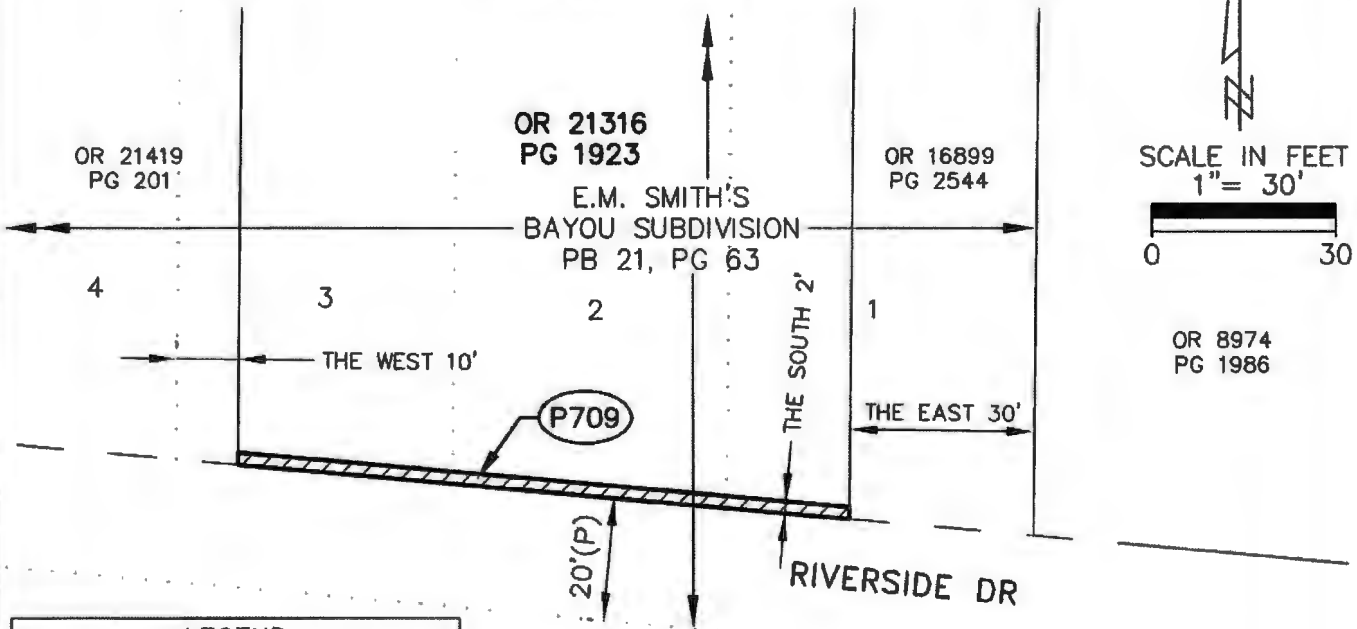 OR 21316
PG 1923
OR 21419
PG 201
OR 16899
PG 2544
E.M. SMITH'S
BAYOU SUBDIVISION
PB 21, PG 63
N
SCALE IN FEET
1"= 30'
0 30
4
3
2
1
THE SOUTH 2'
OR 8974
PG 1986
THE WEST 10'
THE EAST 30'
P709
20'(P)
RIVERSIDE DR